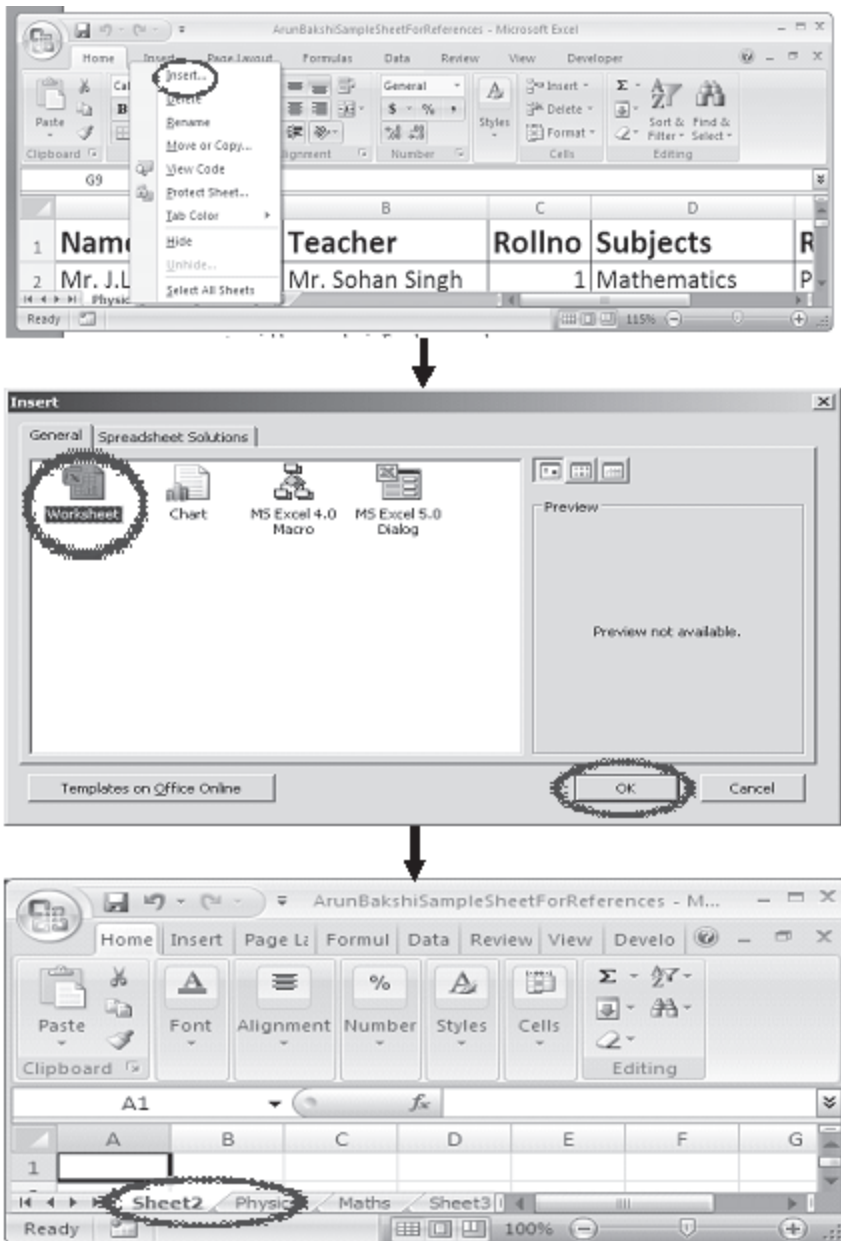 ArunBakshiSampleSheetForReferences - Microsoft Excel
Home Insert Page Layout Formulas Data Review View Developer
Insert...
Delete
Rename
Move or Copy...
View Code
Protect Sheet...
Tab Color
Hide
Unhide...
Select All Sheets
Paste
Clipboard
B
General
$ % ,
Number
Styles
Insert
Delete
Format
Cells
Σ
Sort & Filter
Find & Select
Editing
G9
B C D
1 Name Teacher Rollno Subjects R
2 Mr. J.L Mr. Sohan Singh 1 Mathematics P
Physic
Ready 115%
Insert
General Spreadsheet Solutions
Worksheet
Chart
MS Excel 4.0 Macro
MS Excel 5.0 Dialog
Preview
Preview not available.
Templates on Office Online OK Cancel
ArunBakshiSampleSheetForReferences - M...
Home Insert Page La Formul Data Review View Develo
Paste Font Alignment Number Styles Cells
Clipboard Editing
A1 fx
A B C D E F G
1
Sheet2 Physic Maths Sheet3
Ready 100%